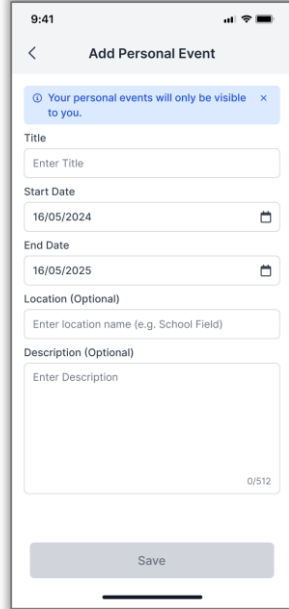 9:41
Add Personal Event
Your personal events will only be visible
to you.
Title
Enter Title
Start Date
16/05/2024
End Date
16/05/2025
Location (Optional)
Enter location name (e.g. School Field)
Description (Optional)
Enter Description
0/512
Save